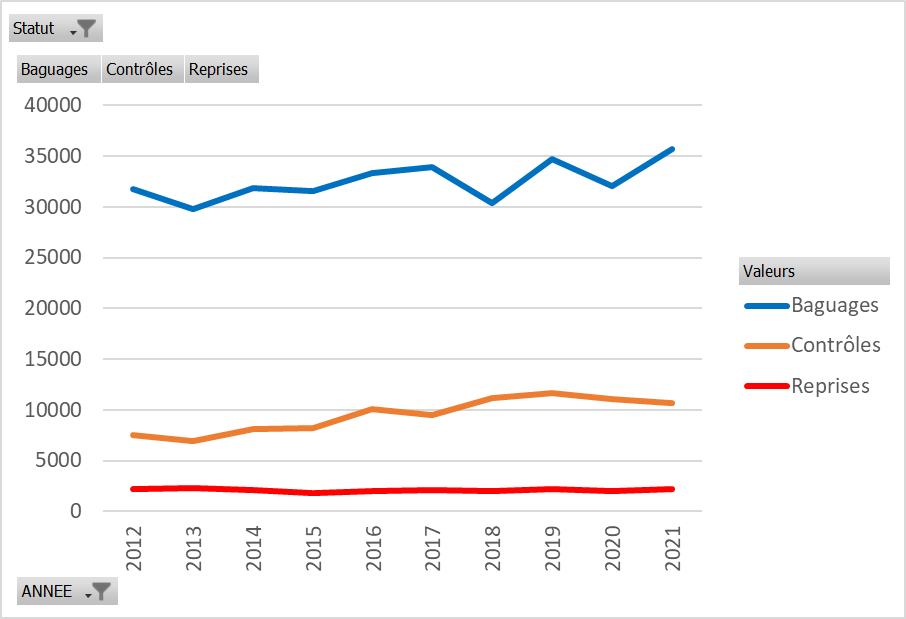 Statut
Baguages Contrôles Reprises
40000
35000
30000
25000
20000
15000
10000
5000
0
2012 2013 2014 2015 2016 2017 2018 2019 2020 2021
ANNEE
Valeurs
Baguages
Contrôles
Reprises